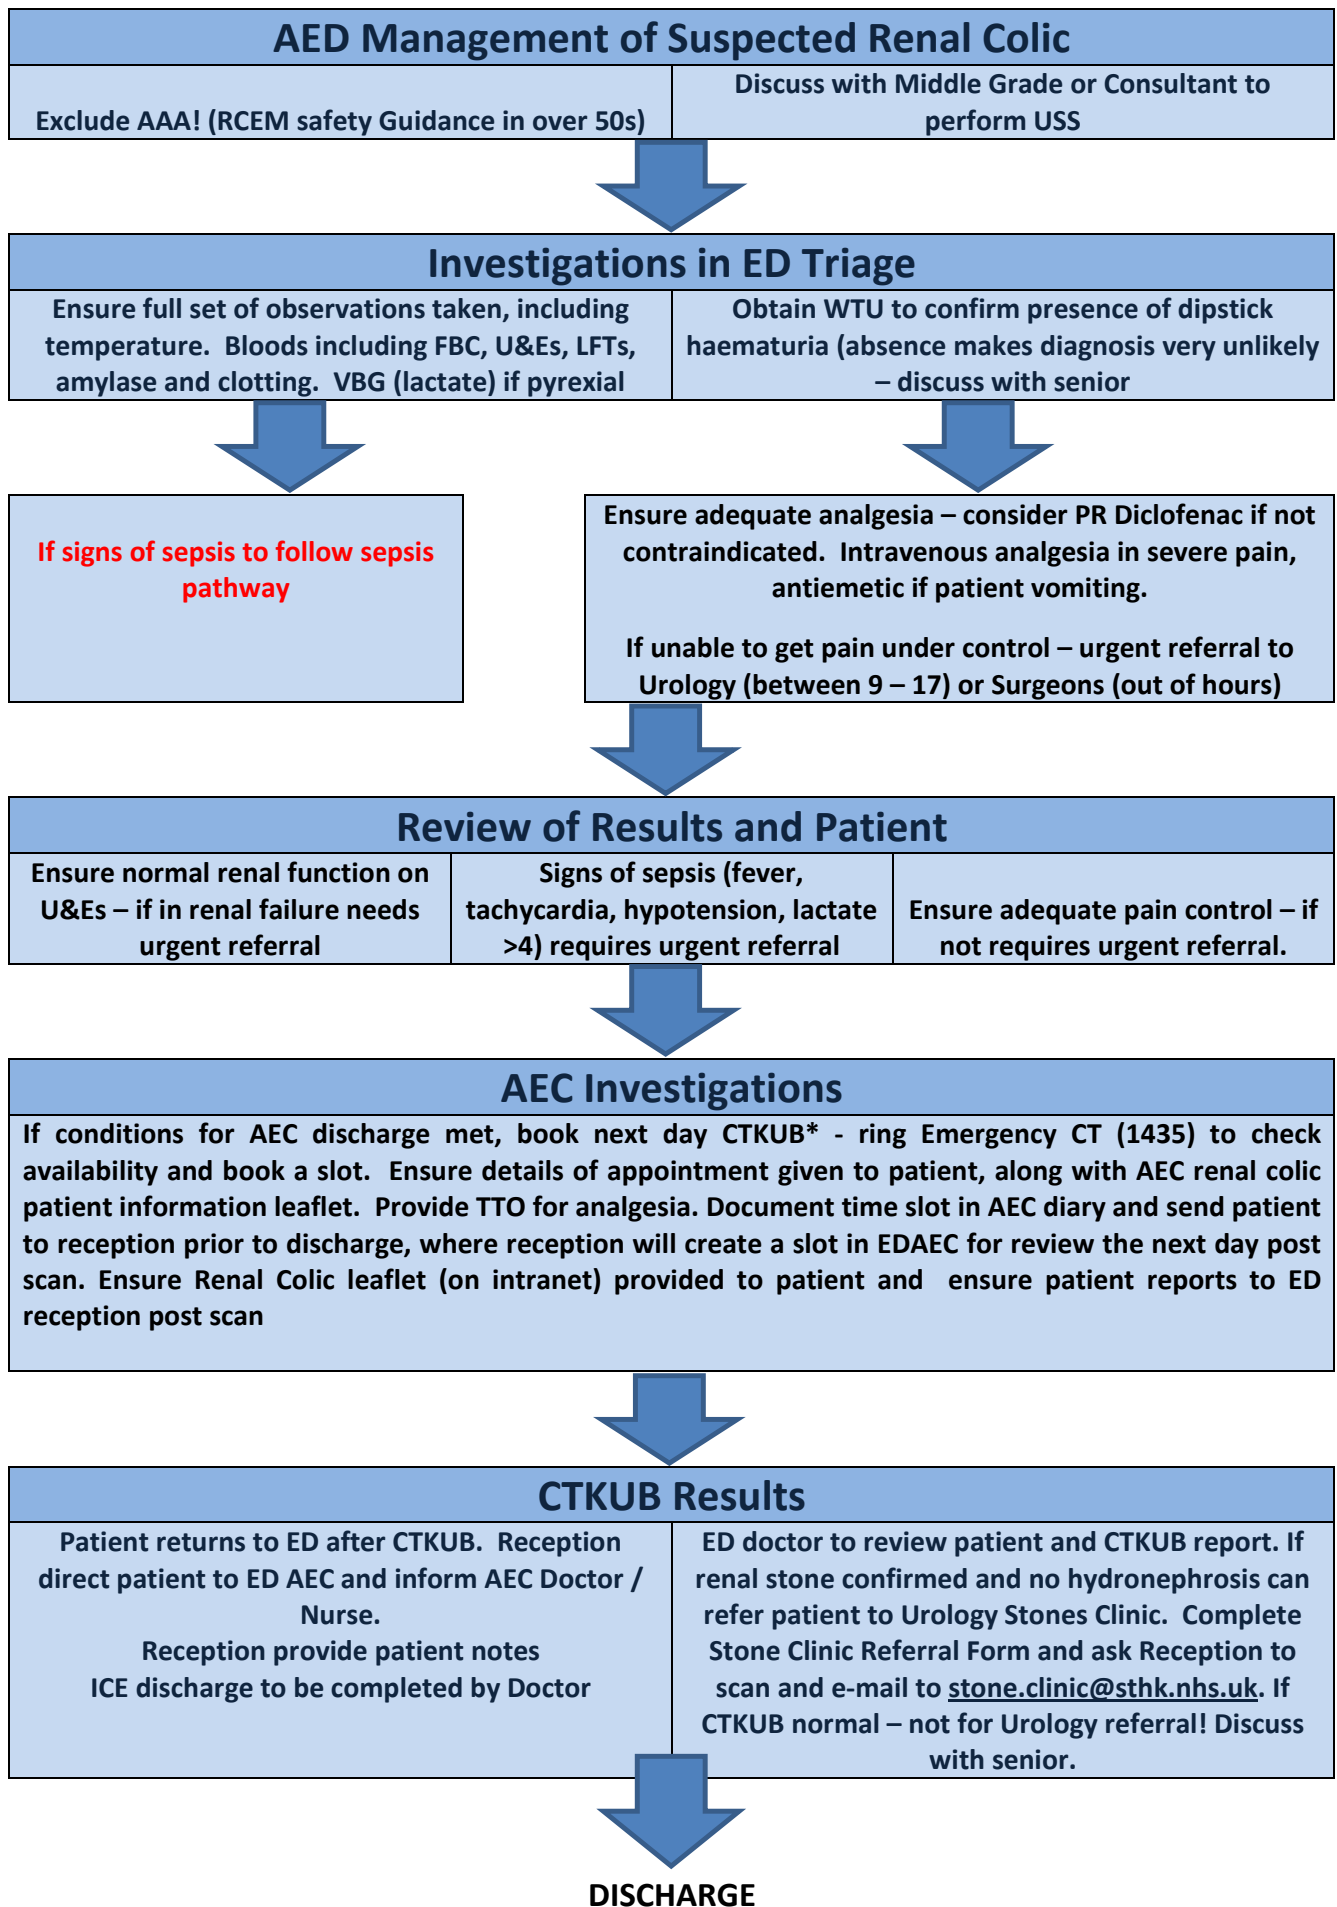 AED Management of Suspected Renal Colic
Exclude AAA! (RCEM safety Guidance in over 50s)
Discuss with Middle Grade or Consultant to
perform USS
Investigations in ED Triage
Ensure full set of observations taken, including
temperature.  Bloods including FBC, U&Es, LFTs,
amylase and clotting.  VBG (lactate) if pyrexial
Obtain WTU to confirm presence of dipstick
haematuria (absence makes diagnosis very unlikely
– discuss with senior
If signs of sepsis to follow sepsis
pathway
Ensure adequate analgesia – consider PR Diclofenac if not
contraindicated.  Intravenous analgesia in severe pain,
antiemetic if patient vomiting.
If unable to get pain under control – urgent referral to
Urology (between 9 – 17) or Surgeons (out of hours)
Review of Results and Patient
Ensure normal renal function on
U&Es – if in renal failure needs
urgent referral
Signs of sepsis (fever,
tachycardia, hypotension, lactate
>4) requires urgent referral
Ensure adequate pain control – if
not requires urgent referral.
AEC Investigations
If conditions for AEC discharge met, book next day CTKUB* - ring Emergency CT (1435) to check
availability and book a slot.  Ensure details of appointment given to patient, along with AEC renal colic
patient information leaflet.  Provide TTO for analgesia. Document time slot in AEC diary and send patient
to reception prior to discharge, where reception will create a slot in EDAEC for review the next day post
scan. Ensure Renal Colic leaflet (on intranet) provided to patient and  ensure patient reports to ED
reception post scan
CTKUB Results
Patient returns to ED after CTKUB.  Reception
direct patient to ED AEC and inform AEC Doctor /
Nurse.
Reception provide patient notes
ICE discharge to be completed by Doctor
ED doctor to review patient and CTKUB report. If
renal stone confirmed and no hydronephrosis can
refer patient to Urology Stones Clinic.  Complete
Stone Clinic Referral Form and ask Reception to
scan and e-mail to stone.clinic@sthk.nhs.uk. If
CTKUB normal – not for Urology referral! Discuss
with senior.
DISCHARGE